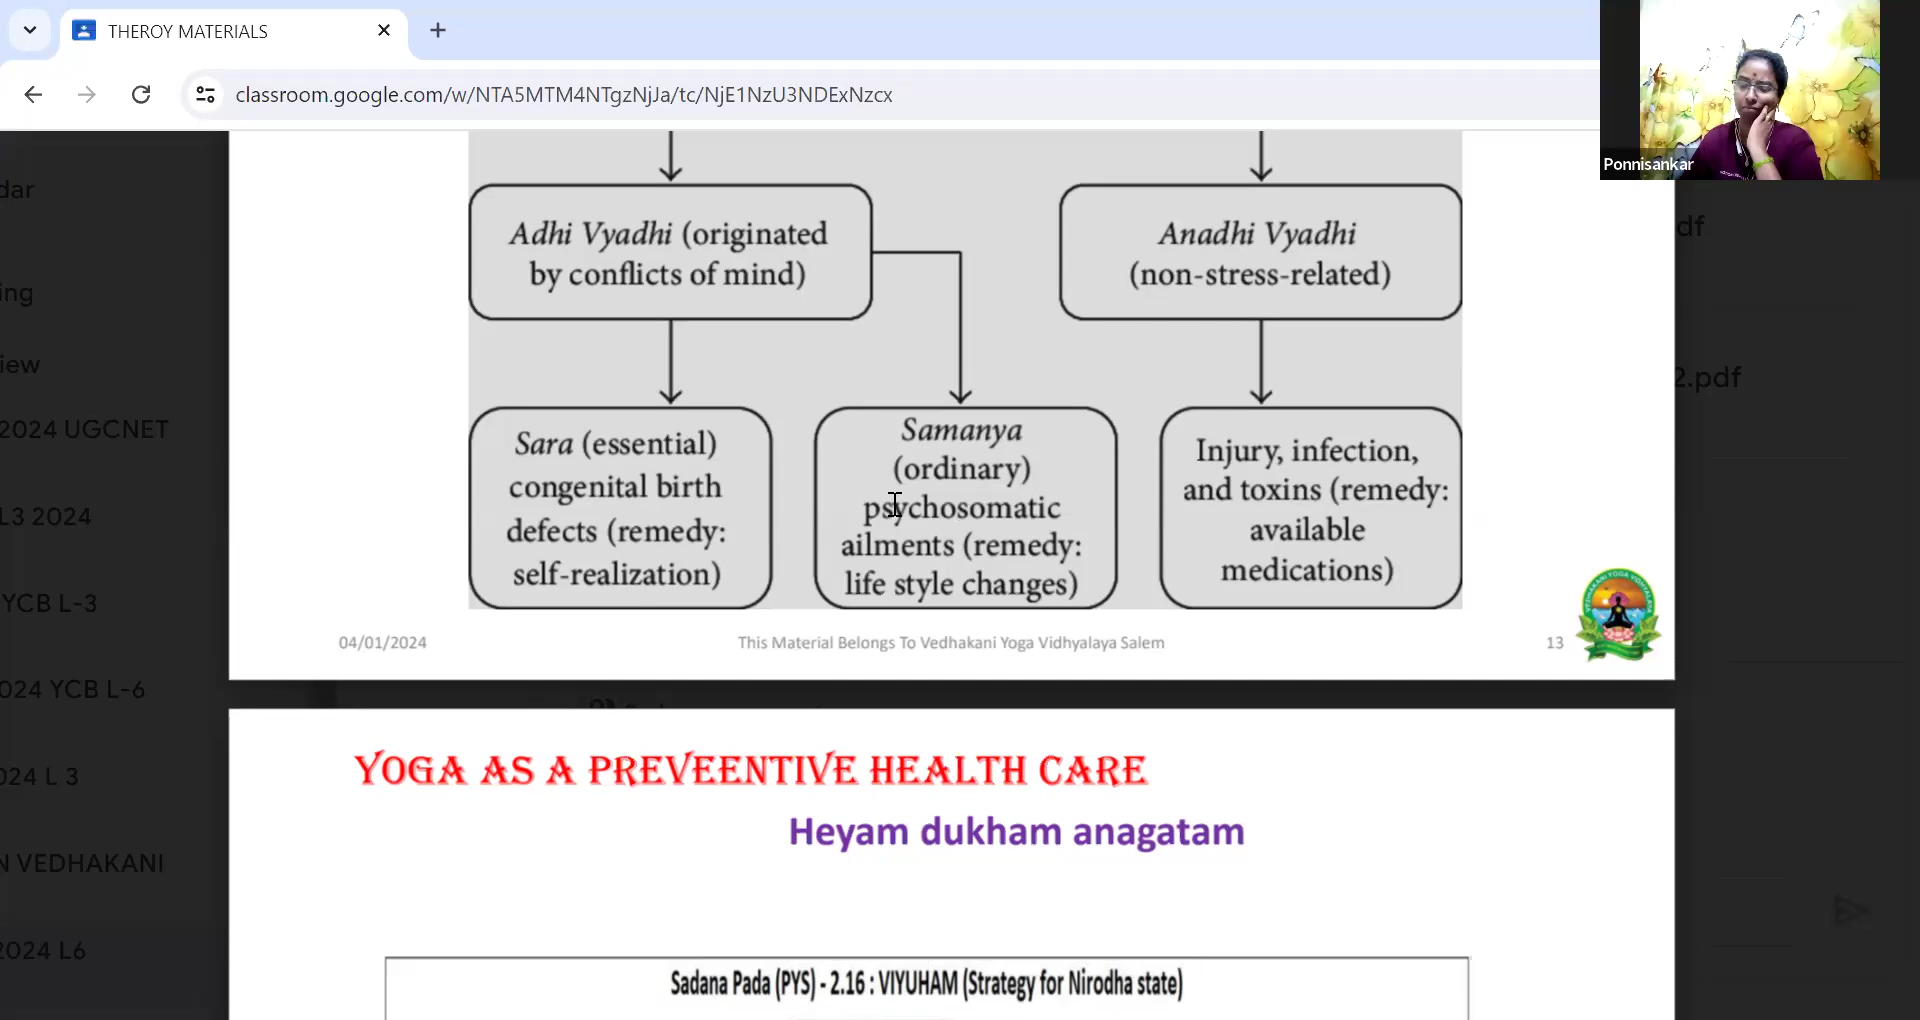 THEROY MATERIALS
classroom.google.com/w/NTA5MTM4NTgzNjJa/tc/NjE1NzU3NDExNzcx
Ponnisankar
dar
ing
iew
2024 UGCNET
L3 2024
YCB L-3
024 YCB L-6
024 L 3
N VEDHAKANI
2024 L6
df
2.pdf
Adhi Vyadhi (originated
by conflicts of mind)
Anadhi Vyadhi
(non-stress-related)
Sara (essential)
congenital birth
defects (remedy:
self-realization)
Samanya
(ordinary)
psychosomatic
ailments (remedy:
life style changes)
Injury, infection,
and toxins (remedy:
available
medications)
04/01/2024
This Material Belongs To Vedhakani Yoga Vidhyalaya Salem
13
YOGA AS A PREVEENTIVE HEALTH CARE
Heyam dukham anagatam
Sadana Pada (PYS) - 2.16 : VIYUHAM (Strategy for Nirodha state)